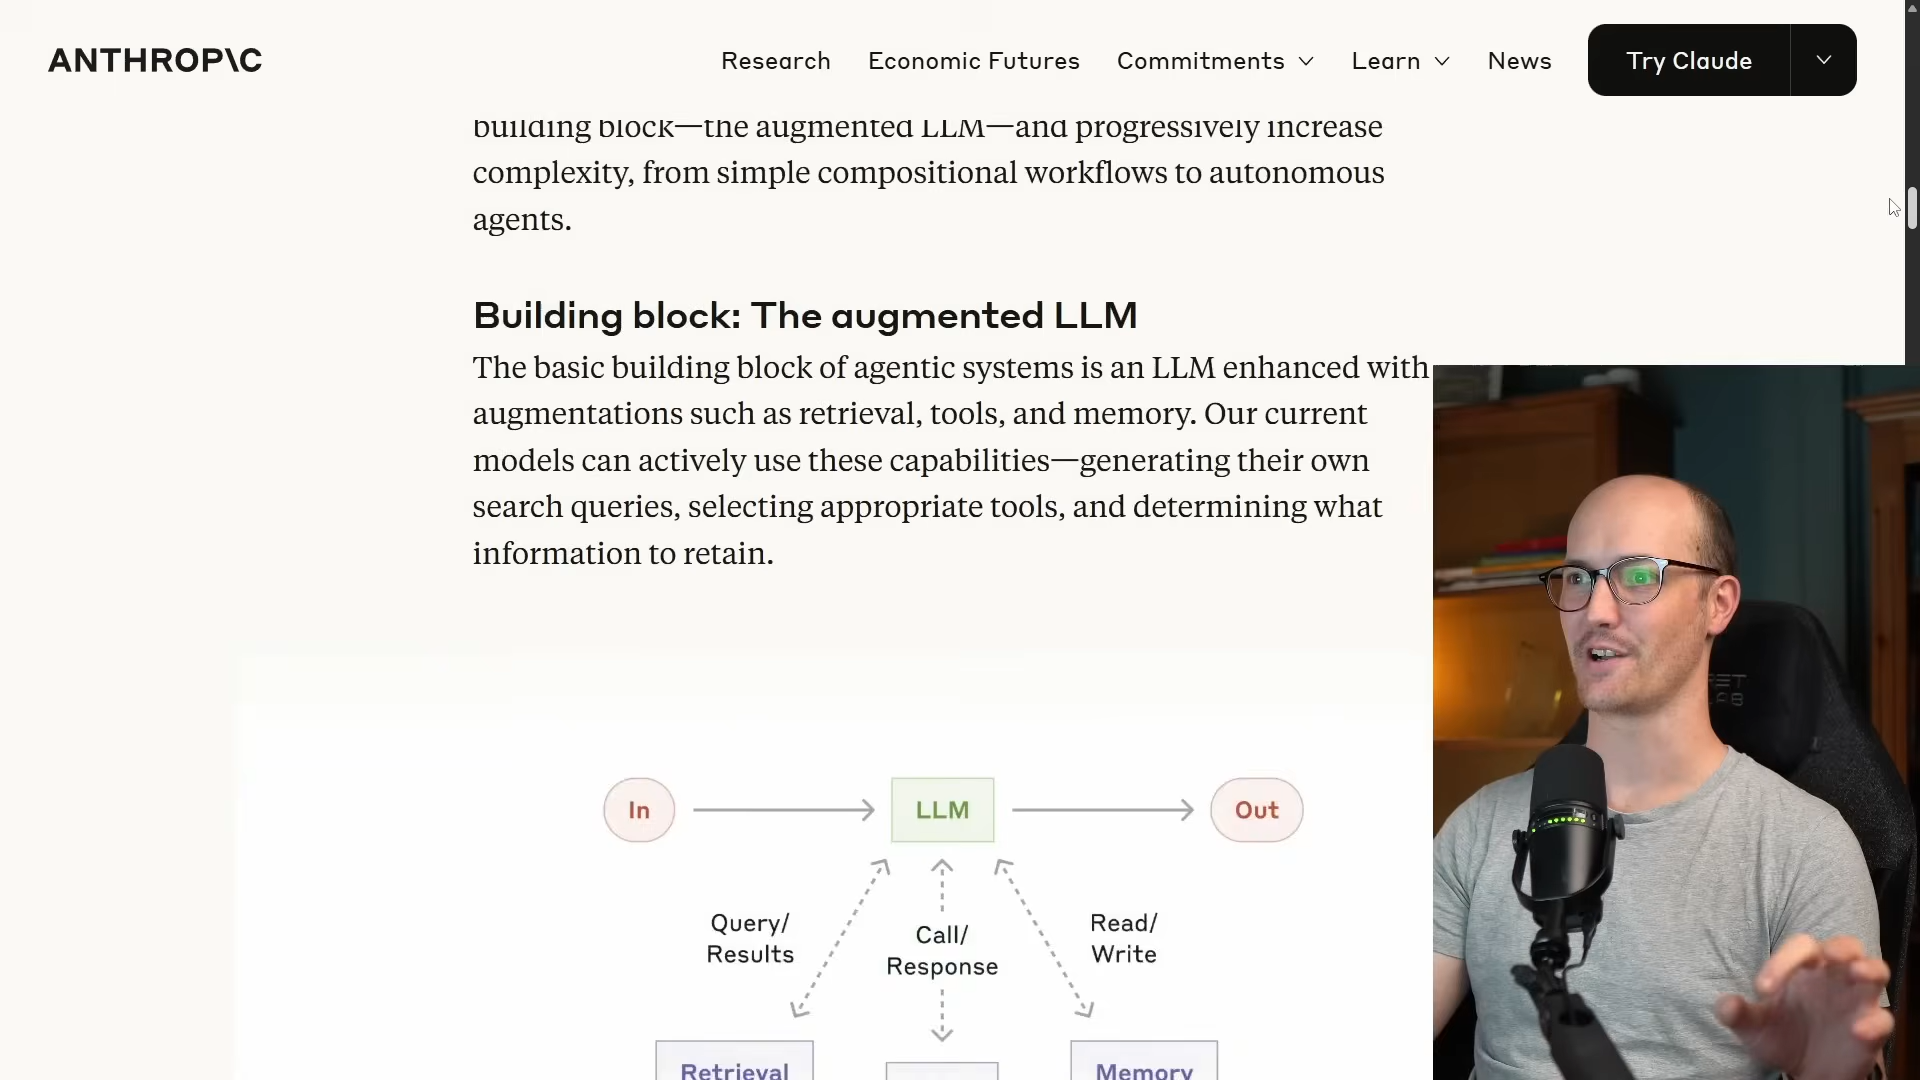 ANTHROP\C
Research
Economic Futures
Commitments
Learn
News
Try Claude
building block—the augmented LLM—and progressively increase
complexity, from simple compositional workflows to autonomous
agents.
Building block: The augmented LLM
The basic building block of agentic systems is an LLM enhanced with
augmentations such as retrieval, tools, and memory. Our current
models can actively use these capabilities—generating their own
search queries, selecting appropriate tools, and determining what
information to retain.
In
LLM
Out
Query/
Results
Call/
Response
Read/
Write
Retrieval
Memory